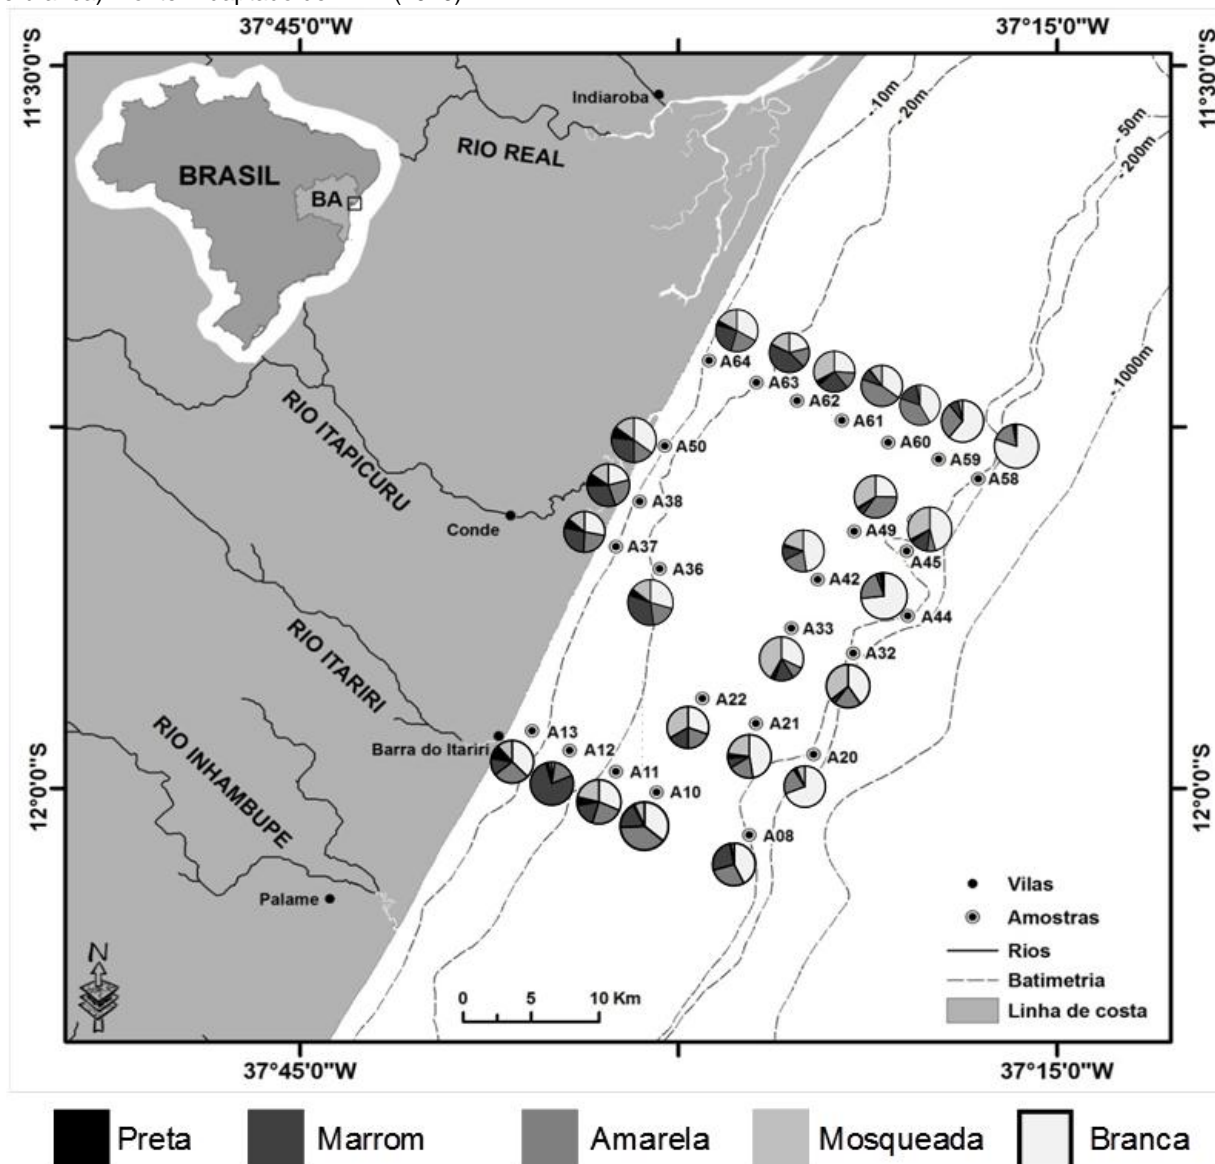 37°45'0"W
37°15'0"W
11°30'0"S
11°30'0"S
10m
20m
50m
200m
1000m
Indiaroba
RIO REAL
BRASIL
BA
A64
A63
A62
A61
A60
A59
A58
RIO ITAPICURU
A50
A38
Conde
A37
A36
A49
A45
A42
A44
A33
A32
RIO ITARIRI
A22
A21
A20
A13
Barra do Itariri
A12
A11
A10
A08
RIO INHAMBUPE
12°0'0"S
12°0'0"S
Palame
N
0 5 10 Km
Vilas
Amostras
Rios
Batimetria
Linha de costa
37°45'0"W
37°15'0"W
Preta
Marrom
Amarela
Mosqueada
Branca